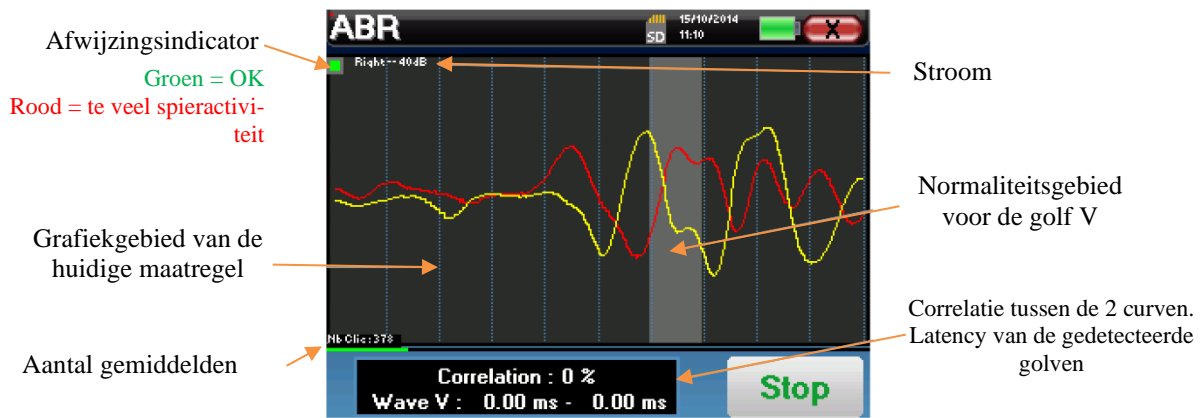 ABR
15/10/2014
SD 11:10
X
Afwijzingsindicator
Groen = OK
Rood = te veel spieractivi-
teit
Right -- 40dB
Stroom
Normaliteitsgebied
voor de golf V
Grafiekgebied van de
huidige maatregel
Nb Clic:378
Aantal gemiddelden
Correlatie tussen de 2 curven.
Latency van de gedetecteerde
golven
Correlation : 0 %
Wave V : 0.00 ms - 0.00 ms
Stop